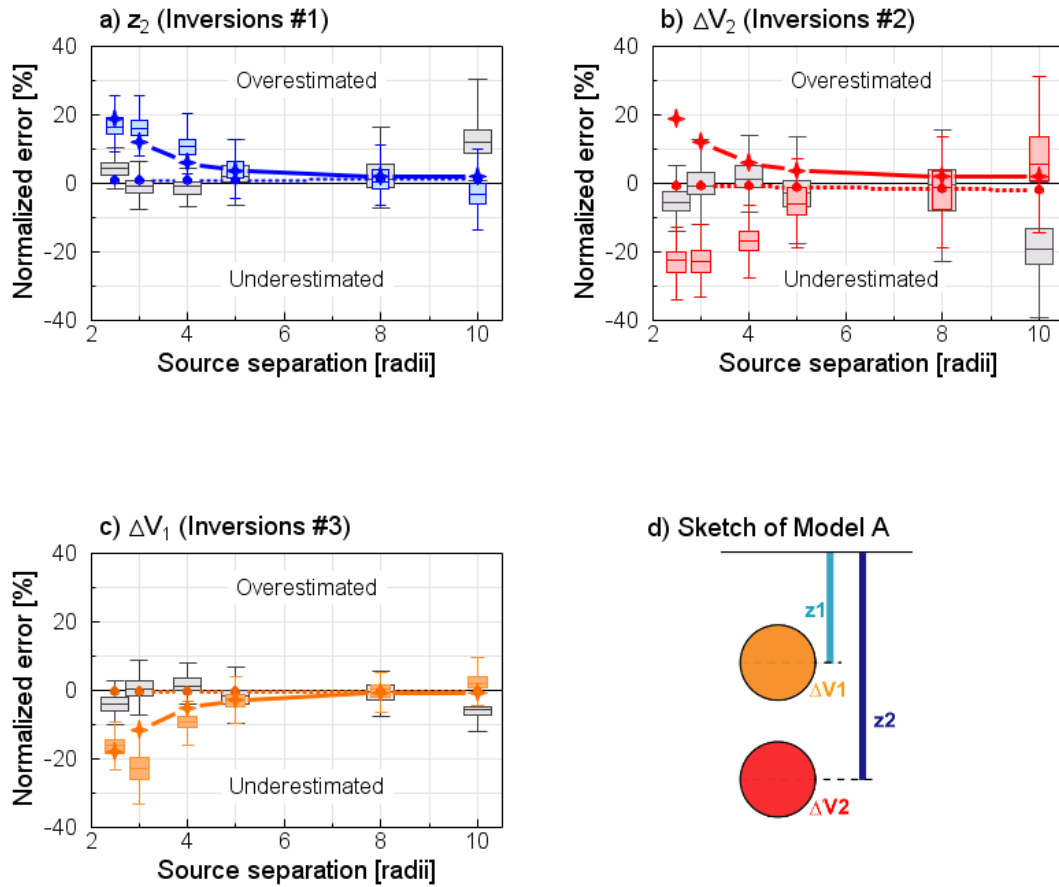 a) z2 (Inversions #1)
Normalized error [%]
40
20
0
-20
-40
Overestimated
Underestimated
2
4
6
8
10
Source separation [radii]
b) ΔV2 (Inversions #2)
Normalized error [%]
40
20
0
-20
-40
Overestimated
Underestimated
2
4
6
8
10
Source separation [radii]
c) ΔV1 (Inversions #3)
Normalized error [%]
40
20
0
-20
-40
Overestimated
Underestimated
2
4
6
8
10
Source separation [radii]
d) Sketch of Model A
z1
ΔV1
z2
ΔV2